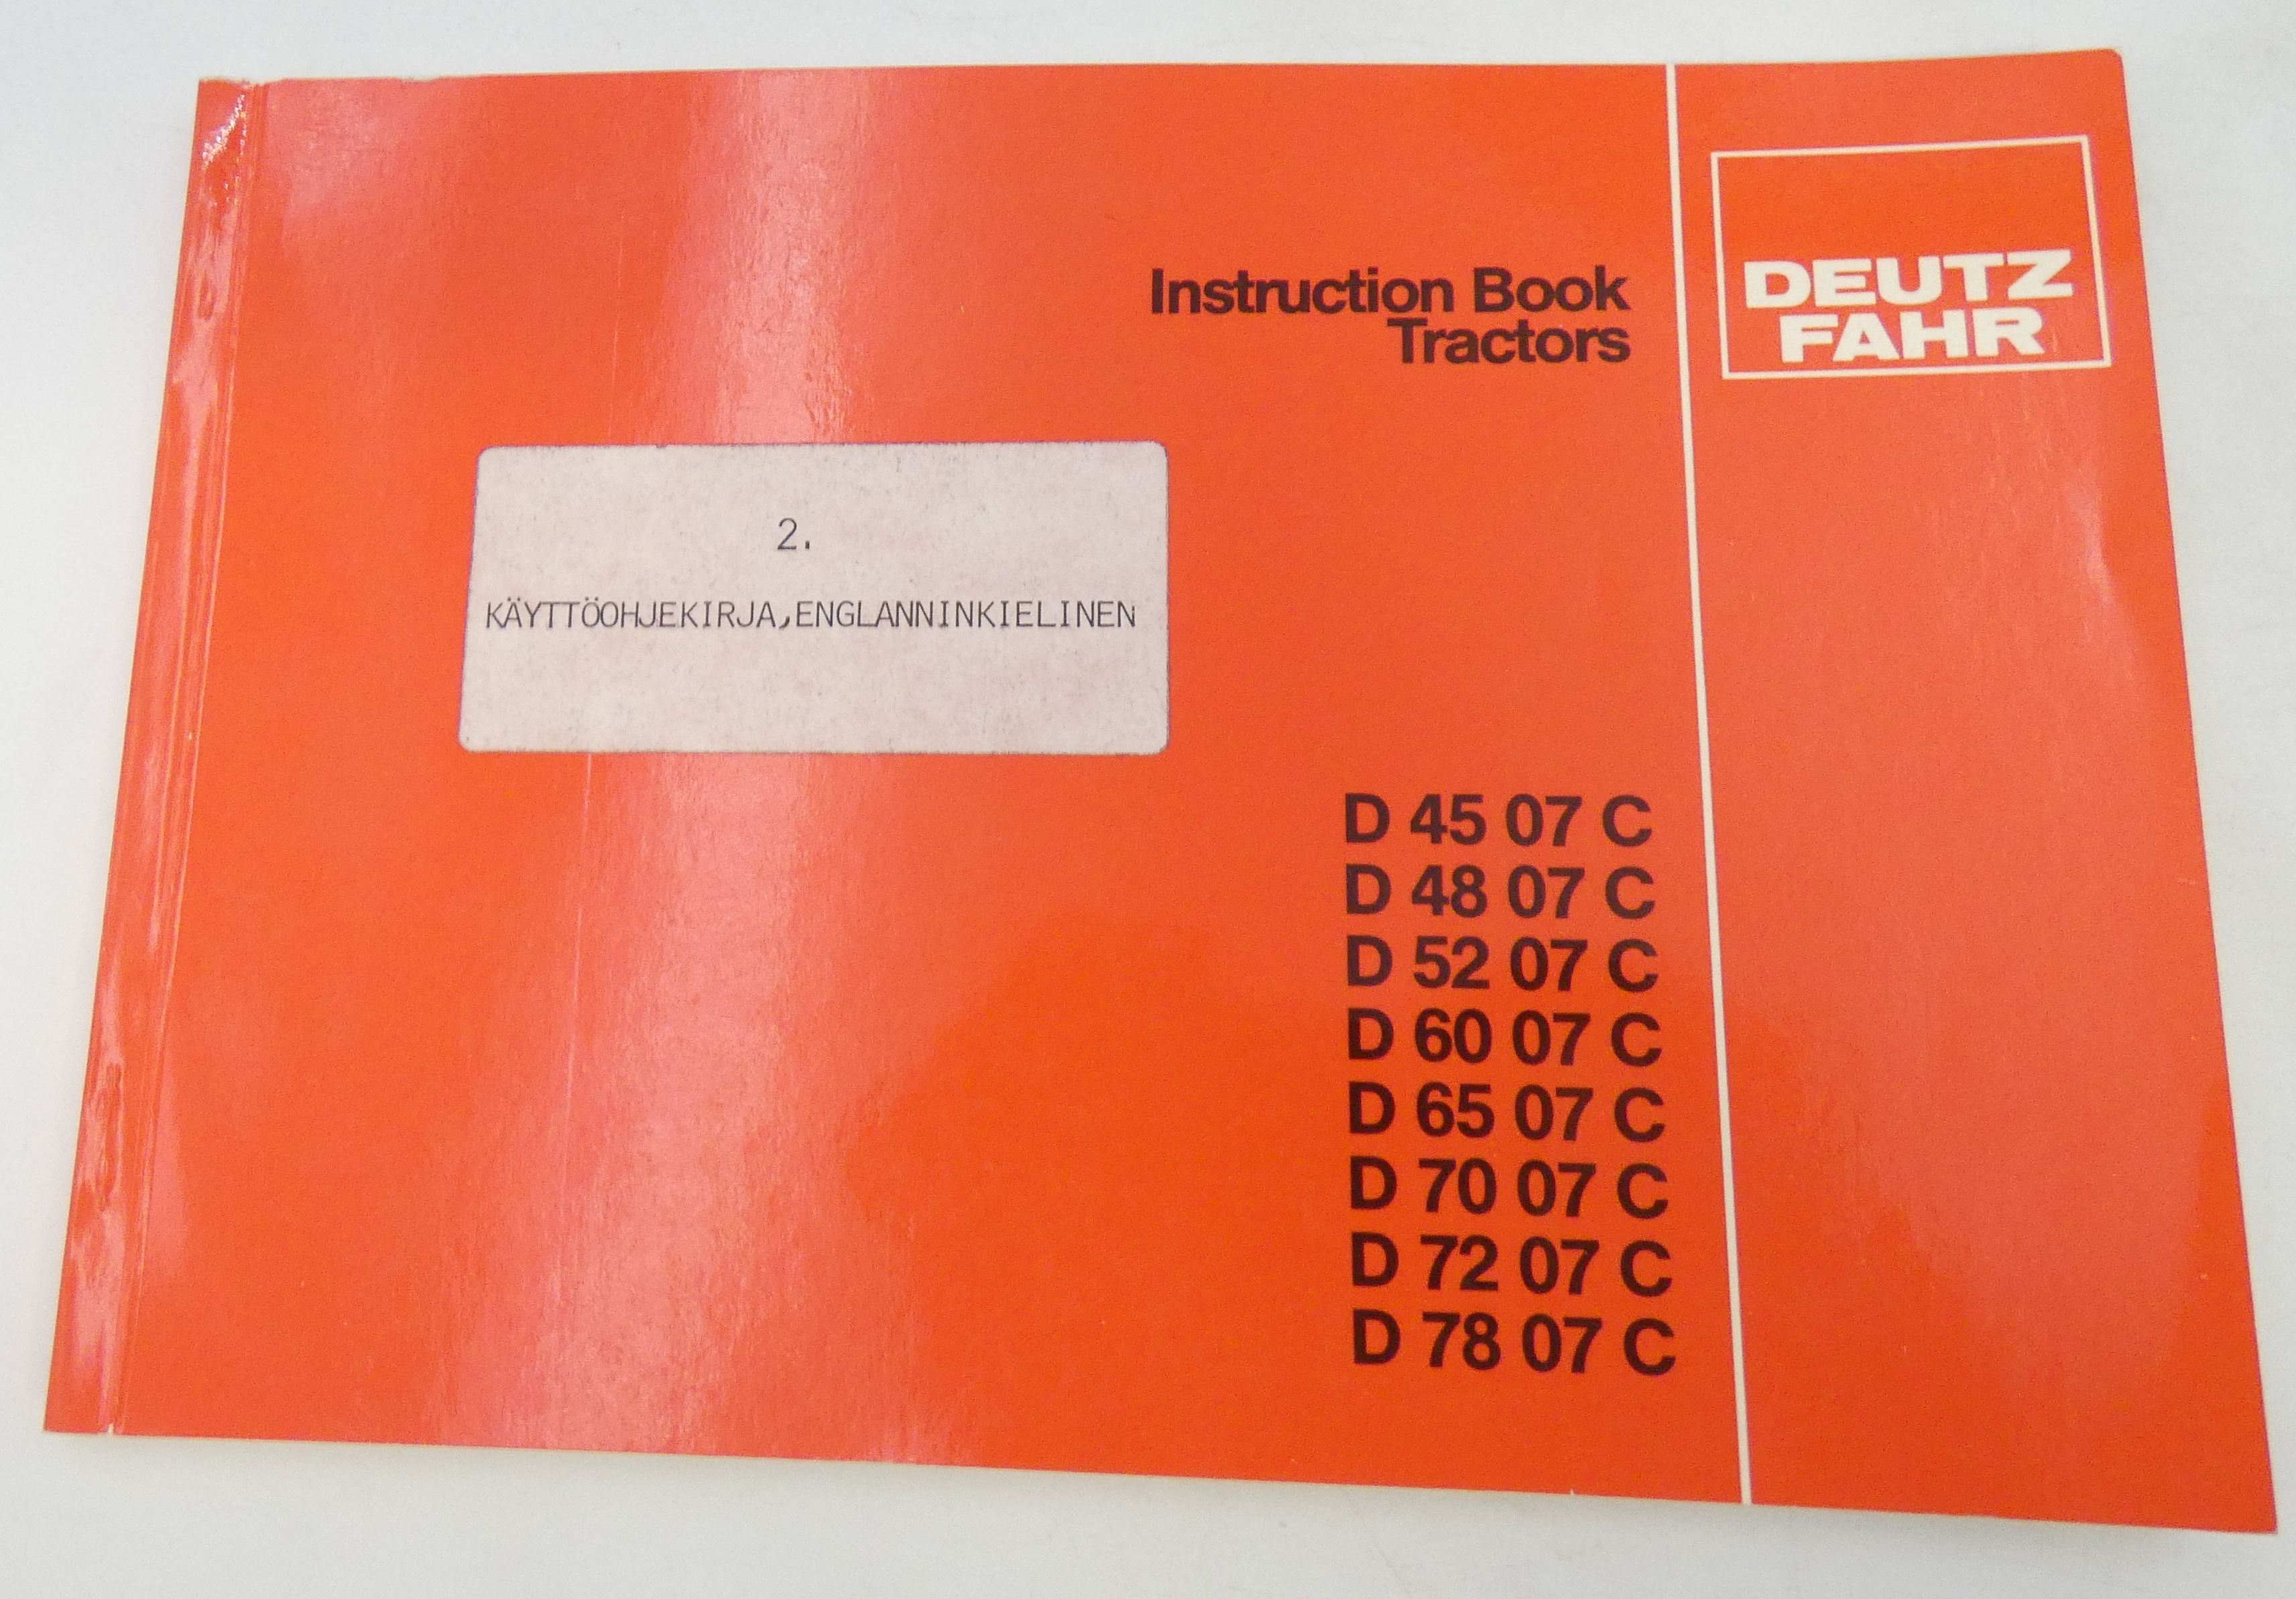 Instruction Book
Tractors
DEUTZ
FAHR
2.
KÄYTTÖOHJEKIRJA,ENGLANNINKIELINEN
D 45 07 C
D 48 07 C
D 52 07 C
D 60 07 C
D 65 07 C
D 70 07 C
D 72 07 C
D 78 07 C